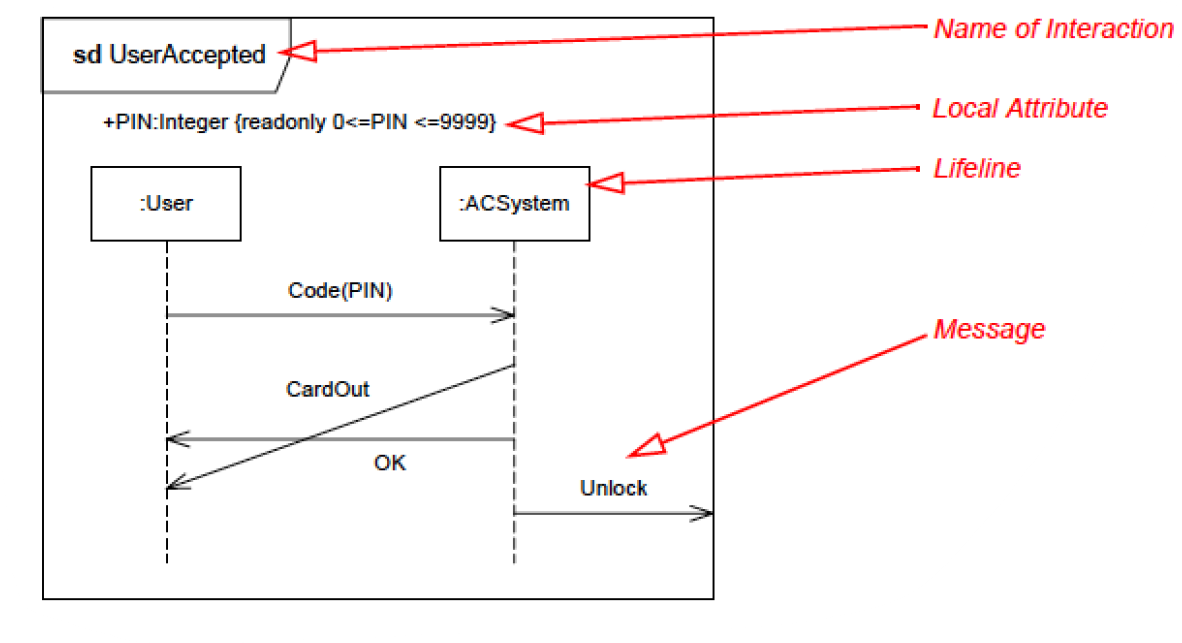 sd UserAccepted
Name of Interaction
+PIN:Integer {readonly 0<=PIN <=9999}
Local Attribute
Lifeline
:User
:ACSystem
Code(PIN)
Message
CardOut
OK
Unlock